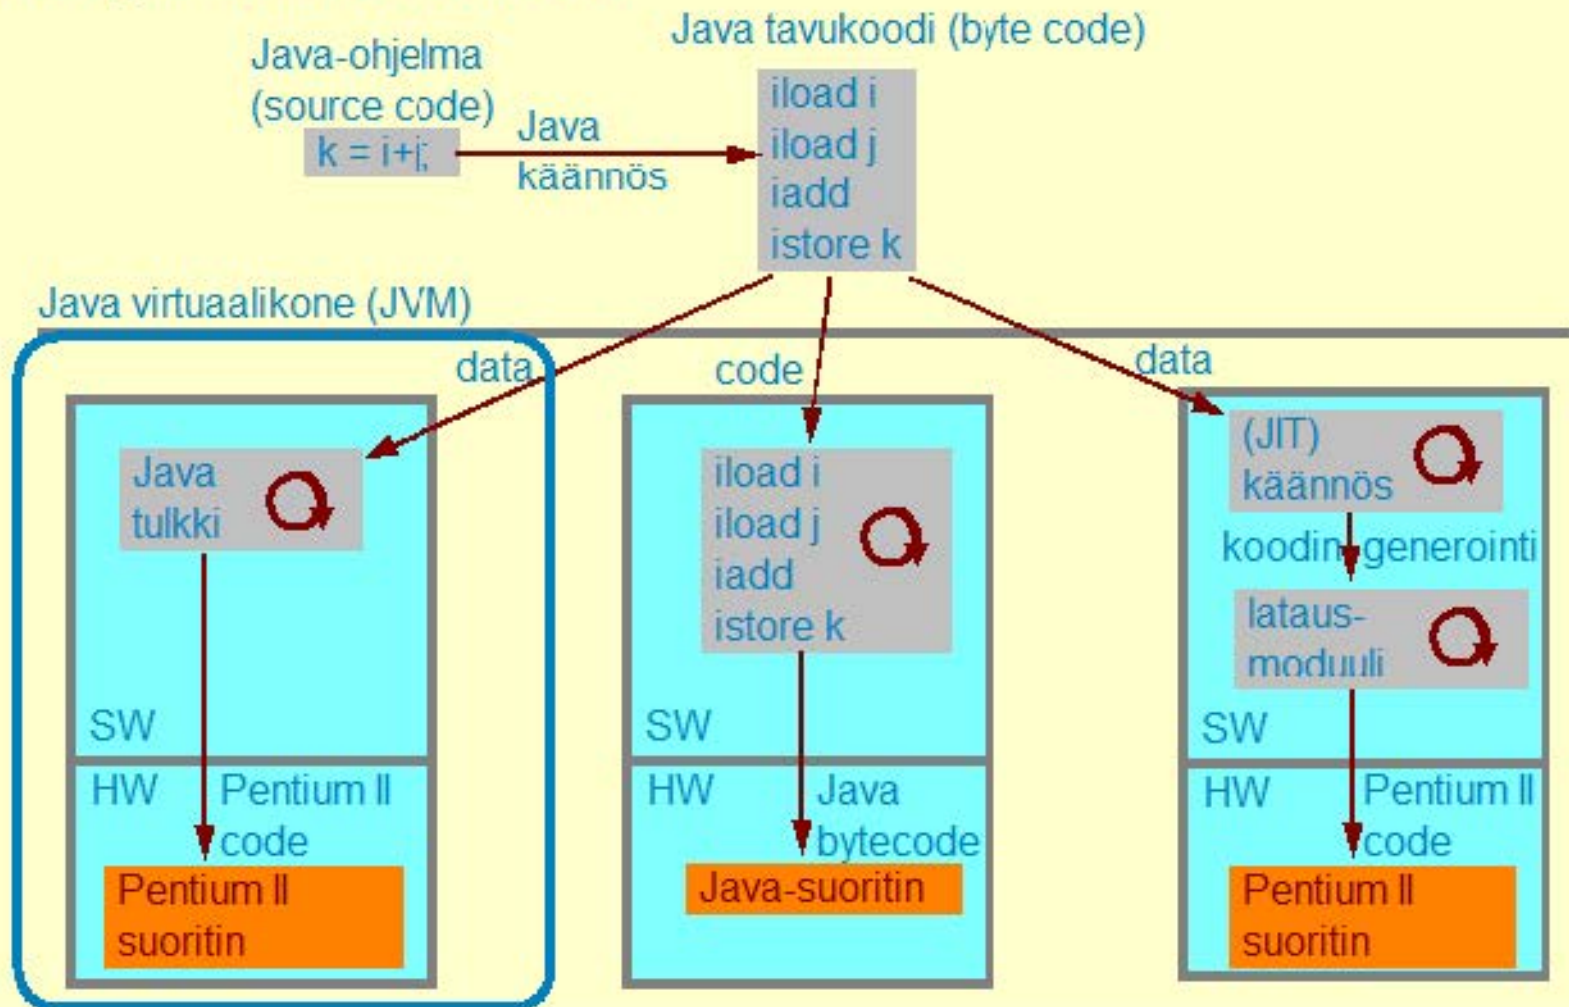 Java tavukoodi (byte code)
Java-ohjelma
(source code)
k = i+j;
Java
käännös
iload i
iload j
iadd
istore k
Java virtuaalikone (JVM)
data
code
data
Java
tulkki
SW
HW
Pentium II
code
Pentium II
suoritin
iload i
iload j
iadd
istore k
SW
HW
Java
bytecode
Java-suoritin
(JIT)
käännös
koodin generointi
lataus-
moduuli
SW
HW
Pentium II
code
Pentium II
suoritin